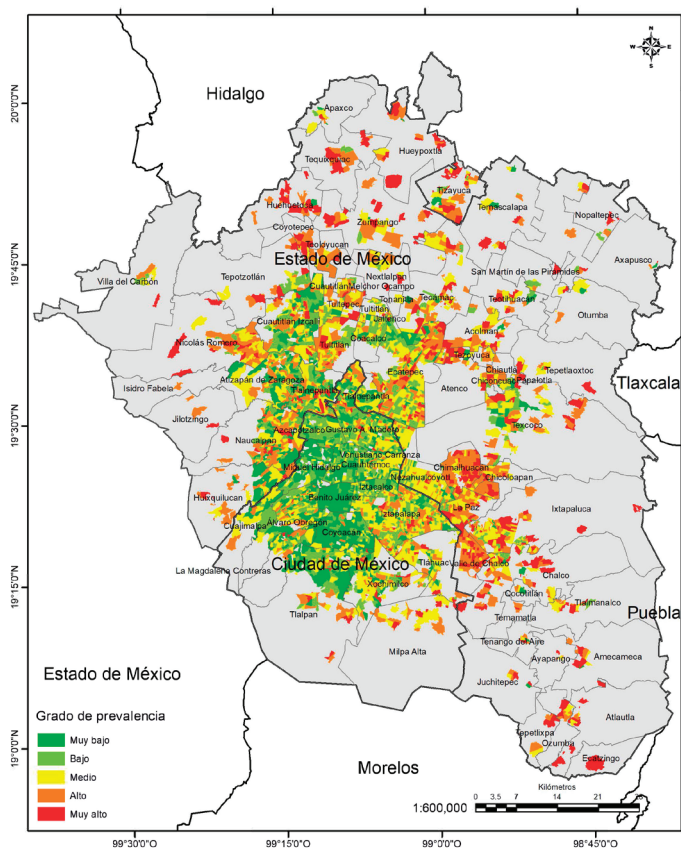 N
W E
S
Hidalgo
20°0'0"N
Apaxco
Hueypoxtla
Tequixquiac
Tizayuca
Huehuetoca
Temascalapa
Nopaltepec
Zumpango
Coyotepec
Teoloyucan
Axapusco
19°45'0"N
Estado de México
Tepotzotlán
Nextlalpan
San Martín de las Pirámides
Villa del Carbón
Cuautitlán
Melchor Ocampo
Tonanitla
Tecámac
Teotihuacán
Tultepec
Tultitlán
Otumba
Jaltenco
Cuautitlán Izcalli
Acolman
Coacalco
Nicolás Romero
Tultitlán
Tezoyuca
Chiautla
Tepetlaoxtoc
Ecatepec
Atizapán de Zaragoza
Chiconcuac
Papalotla
Isidro Fabela
Tlalnepantla
Atenco
Tlaxcala
Tlalnepantla
19°30'0"N
Jilotzingo
Azcapotzalco
Gustavo A. Madero
Texcoco
Naucalpan
Venustiano Carranza
Miguel Hidalgo
Cuauhtémoc
Chimalhuacán
Nezahualcóyotl
Chicoloapan
Huixquilucan
Iztacalco
Benito Juárez
La Paz
Ixtapaluca
Iztapalapa
Cuajimalpa
Álvaro Obregón
Coyoacán
Ciudad de México
Tláhuac
Valle de Chalco
La Magdalena Contreras
Chalco
19°15'0"N
Xochimilco
Cocotitlán
Tlalmanalco
Tlalpan
Temamatla
Puebla
Tenango del Aire
Milpa Alta
Ayapango
Amecameca
Estado de México
Juchitepec
Atlautla
Grado de prevalencia
Tepetlixpa
Muy bajo
Ozumba
19°0'0"N
Bajo
Ecatzingo
Morelos
Medio
Kilómetros
Alto
0 3.5 7 14 21 28
1:600,000
Muy alto
99°30'0"O 99°15'0"O 99°0'0"O 98°45'0"O